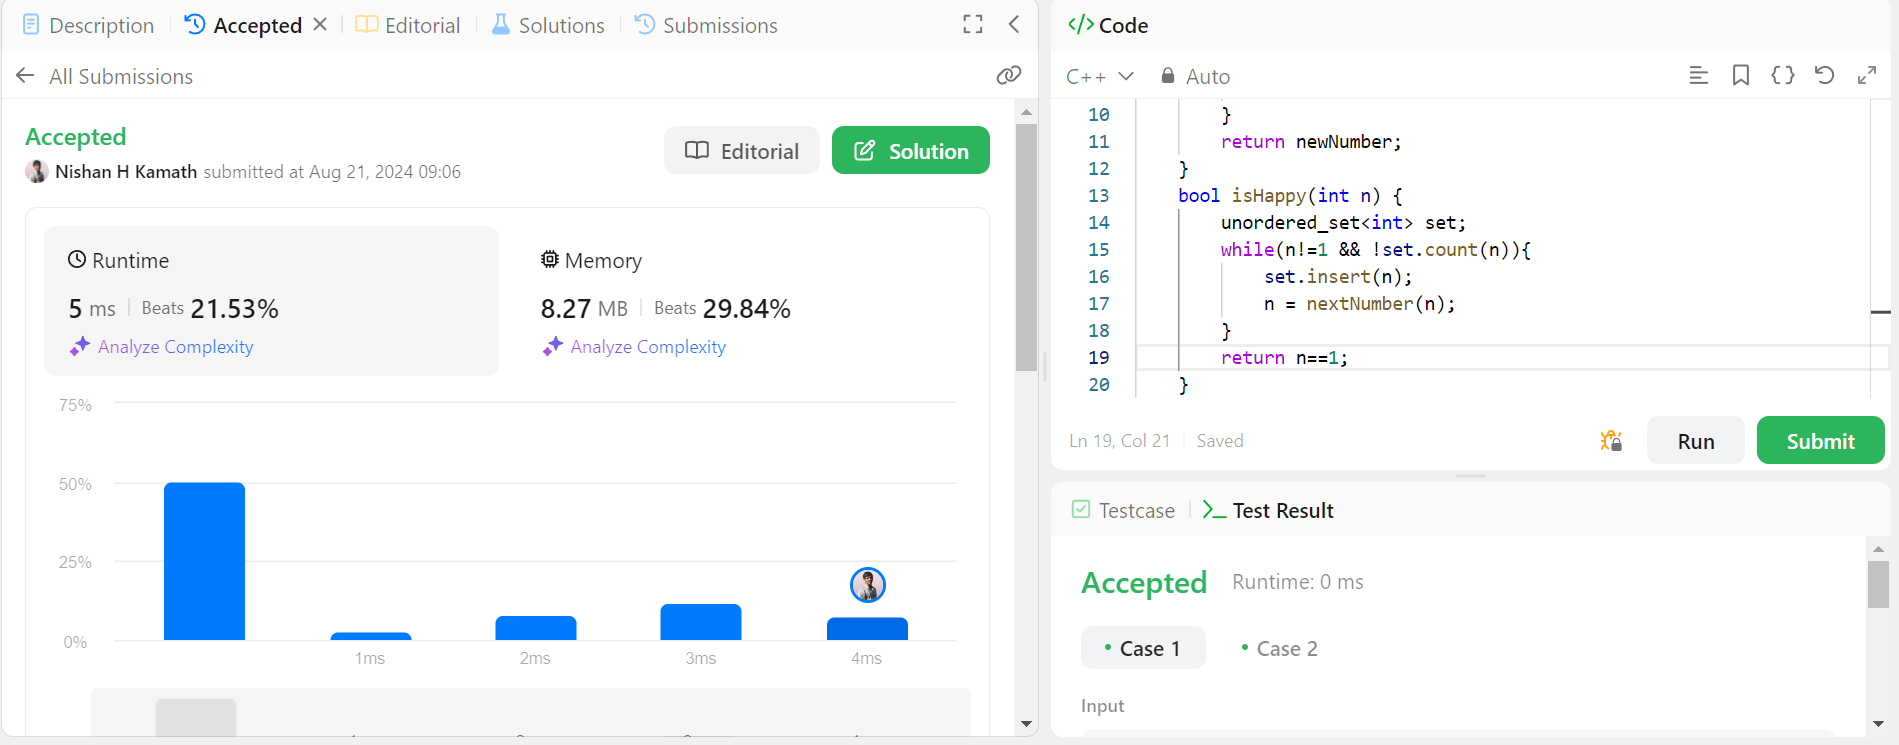 Description
Accepted
Editorial
Solutions
Submissions
All Submissions
Accepted
Nishan H Kamath submitted at Aug 21, 2024 09:06
Editorial
Solution
Runtime
5 ms Beats 21.53%
Analyze Complexity
Memory
8.27 MB Beats 29.84%
Analyze Complexity
75%
50%
25%
0%
1ms
2ms
3ms
4ms
</> Code
C++
Auto
10 }
11 return newNumber;
12 }
13 bool isHappy(int n) {
14 unordered_set<int> set;
15 while(n!=1 && !set.count(n)){
16 set.insert(n);
17 n = nextNumber(n);
18 }
19 return n==1;
20 }
Ln 19, Col 21
Saved
Run
Submit
Testcase
Test Result
Accepted Runtime: 0 ms
Case 1
Case 2
Input